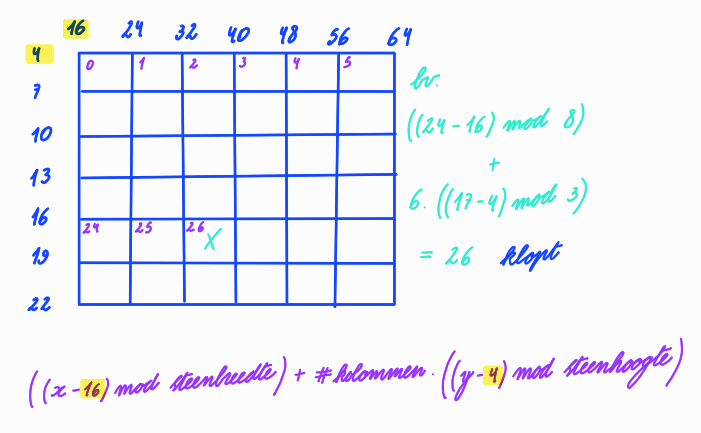 16 24 32 40 48 56 64
4
0 1 2 3 4 5
7
bv.
10
((24-16) mod 8)
+
13
6. ((17-4) mod 3)
16
24 25 26
X
= 26 klopt
19
22
((x-16) mod steenbreedte) + #kolommen . ((y-4) mod steenhoogte)